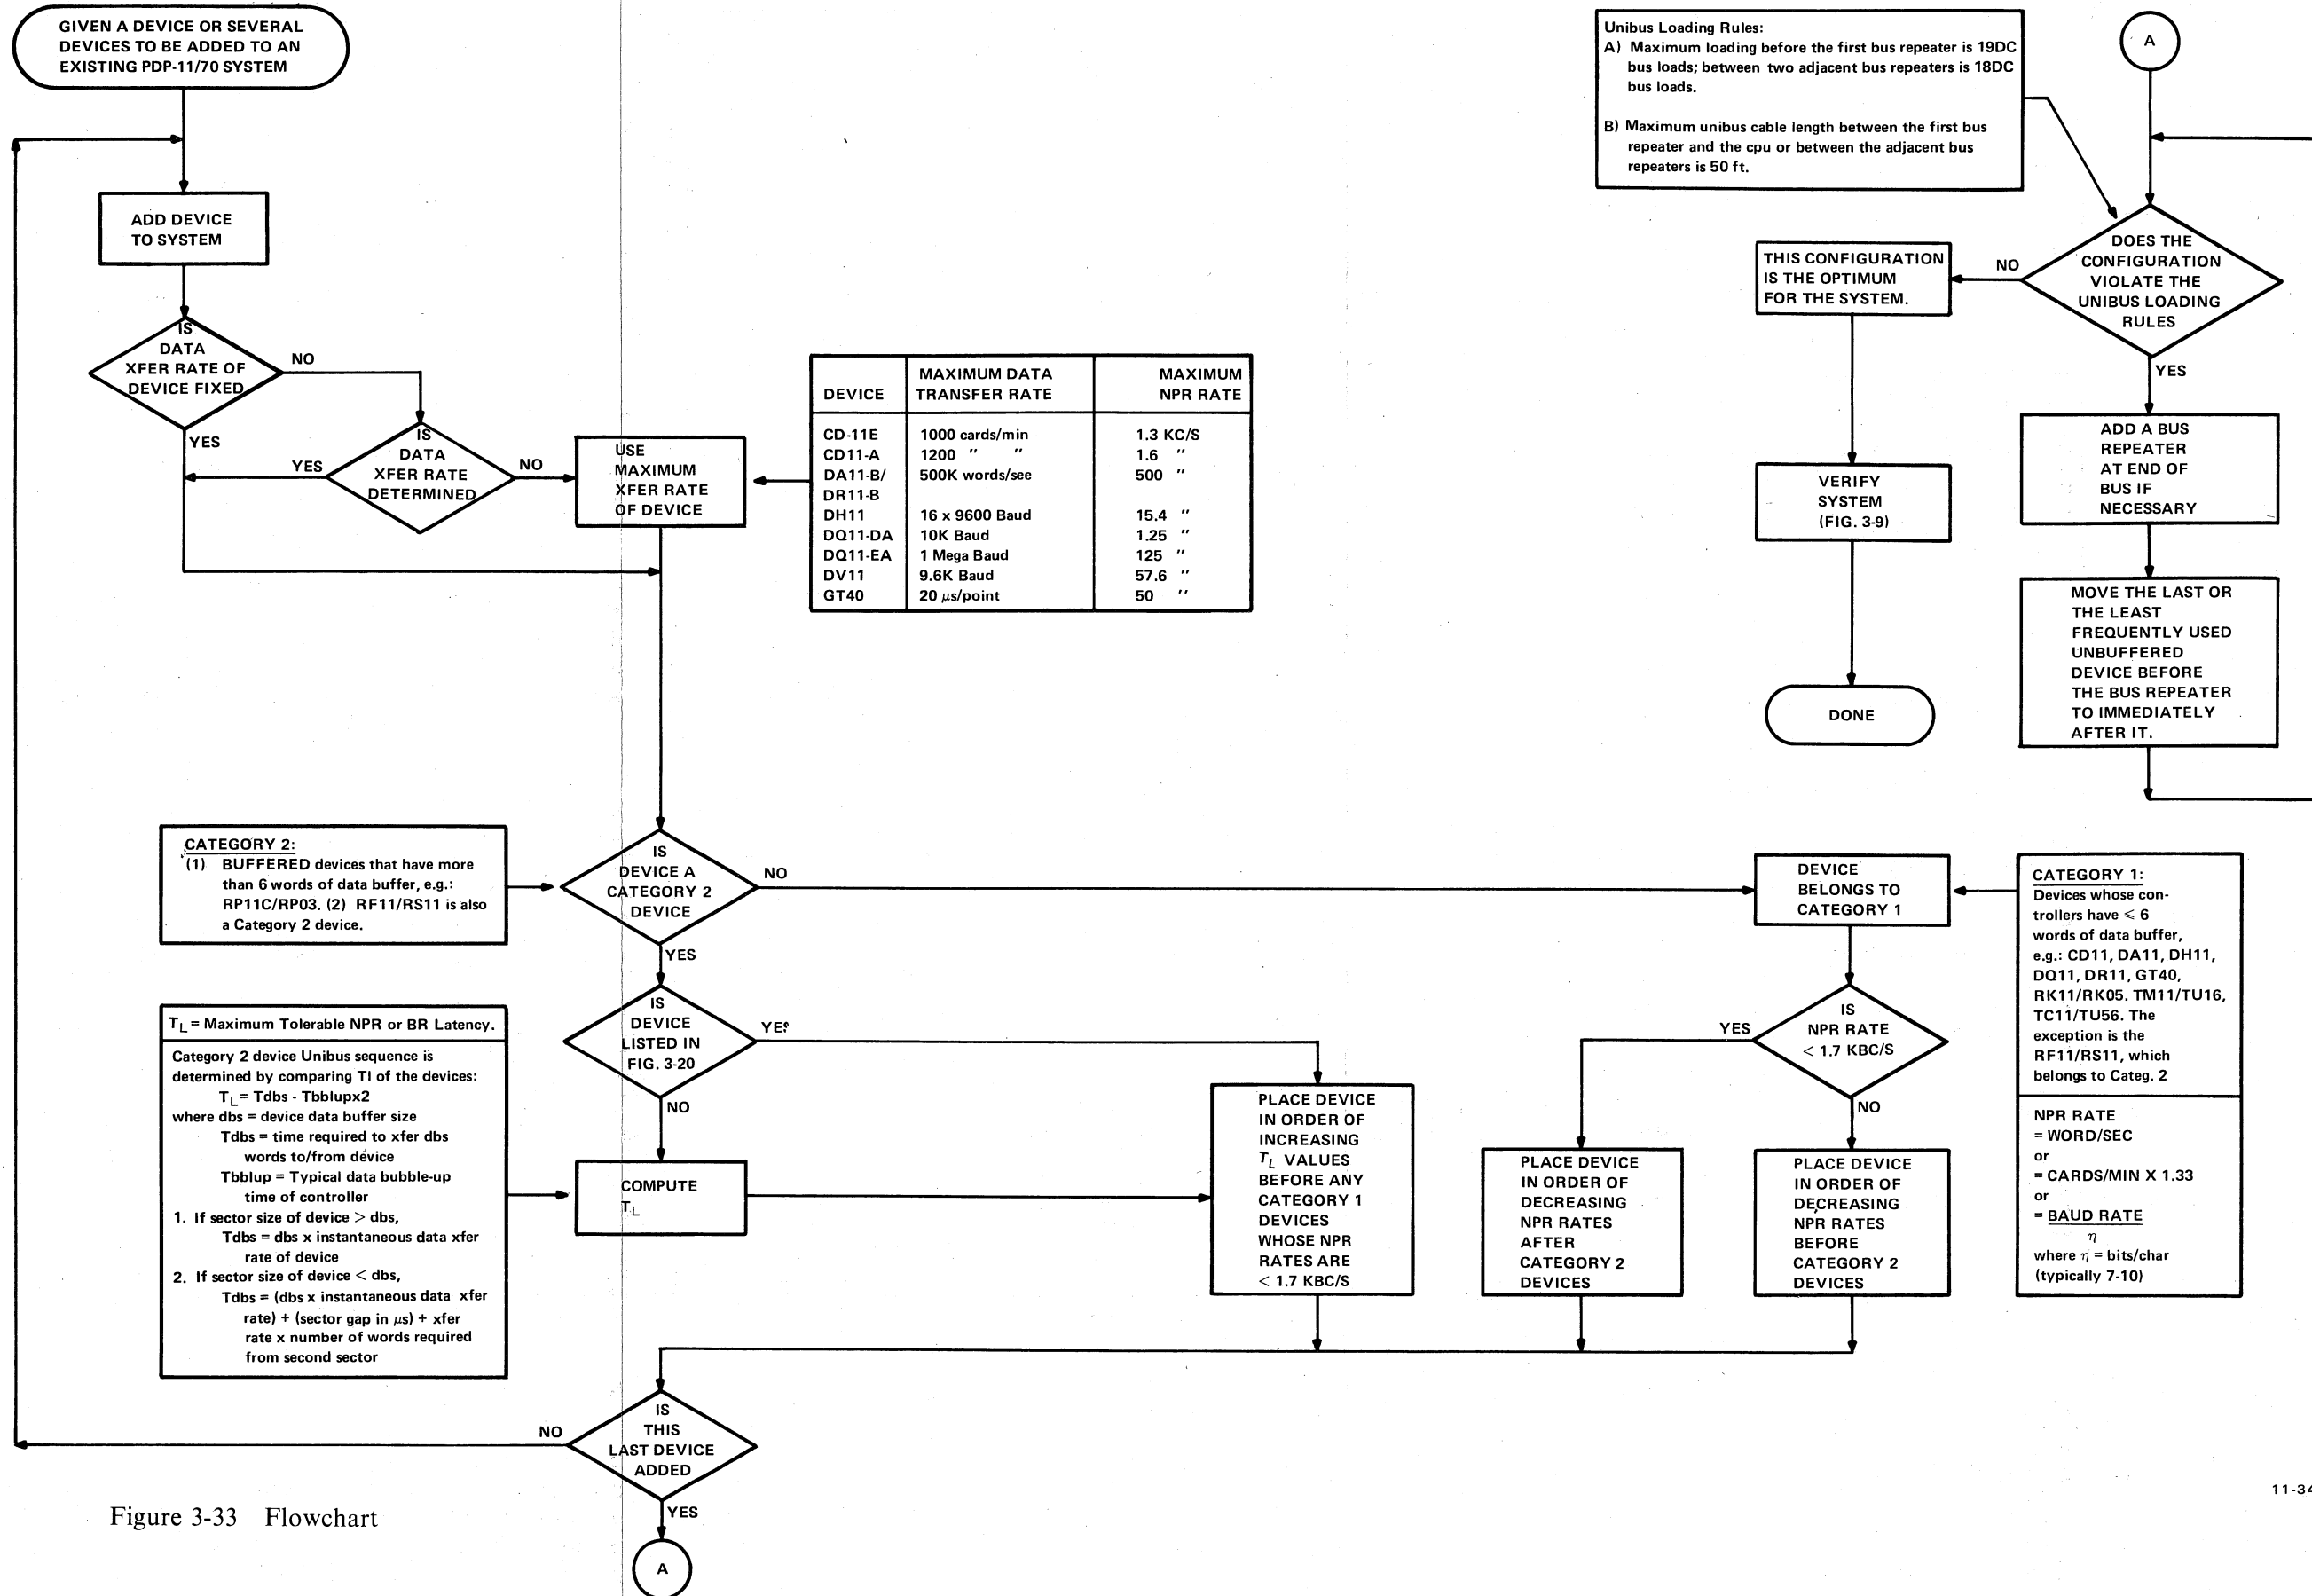 GIVEN A DEVICE OR SEVERAL
DEVICES TO BE ADDED TO AN
EXISTING PDP-11/70 SYSTEM
ADD DEVICE
TO SYSTEM
IS
DATA
XFER RATE OF
DEVICE FIXED
NO
YES
IS
DATA
XFER RATE
DETERMINED
YES
NO
USE
MAXIMUM
XFER RATE
OF DEVICE
DEVICE MAXIMUM DATA TRANSFER RATE MAXIMUM NPR RATE
CD-11E 1000 cards/min 1.3 KC/S
CD11-A 1200 " " 1.6 "
DA11-B/ 500K words/see 500 "
DR11-B
DH11 16 x 9600 Baud 15.4 "
DQ11-DA 10K Baud 1.25 "
DQ11-EA 1 Mega Baud 125 "
DV11 9.6K Baud 57.6 "
GT40 20 μs/point 50 "
CATEGORY 2:
(1) BUFFERED devices that have more
than 6 words of data buffer, e.g.:
RP11C/RP03. (2) RF11/RS11 is also
a Category 2 device.
IS
DEVICE A
CATEGORY 2
DEVICE
NO
YES
IS
DEVICE
LISTED IN
FIG. 3-20
YES
NO
TL = Maximum Tolerable NPR or BR Latency.
Category 2 device Unibus sequence is
determined by comparing Tl of the devices:
TL = Tdbs - Tbblupx2
where dbs = device data buffer size
Tdbs = time required to xfer dbs
words to/from device
Tbblup = Typical data bubble-up
time of controller
1. If sector size of device > dbs,
Tdbs = dbs x instantaneous data xfer
rate of device
2. If sector size of device < dbs,
Tdbs = (dbs x instantaneous data xfer
rate) + (sector gap in μs) + xfer
rate x number of words required
from second sector
COMPUTE
TL
PLACE DEVICE
IN ORDER OF
INCREASING
TL VALUES
BEFORE ANY
CATEGORY 1
DEVICES
WHOSE NPR
RATES ARE
< 1.7 KBC/S
DEVICE
BELONGS TO
CATEGORY 1
IS
NPR RATE
< 1.7 KBC/S
YES
NO
PLACE DEVICE
IN ORDER OF
DECREASING
NPR RATES
AFTER
CATEGORY 2
DEVICES
PLACE DEVICE
IN ORDER OF
DECREASING
NPR RATES
BEFORE
CATEGORY 2
DEVICES
CATEGORY 1:
Devices whose con-
trollers have ⩽ 6
words of data buffer,
e.g.: CD11, DA11, DH11,
DQ11, DR11, GT40,
RK11/RK05. TM11/TU16,
TC11/TU56. The
exception is the
RF11/RS11, which
belongs to Categ. 2
NPR RATE
= WORD/SEC
or
= CARDS/MIN X 1.33
or
= BAUD RATE
η
where η = bits/char
(typically 7-10)
IS
THIS
LAST DEVICE
ADDED
NO
YES
A
Unibus Loading Rules:
A) Maximum loading before the first bus repeater is 19DC
bus loads; between two adjacent bus repeaters is 18DC
bus loads.
B) Maximum unibus cable length between the first bus
repeater and the cpu or between the adjacent bus
repeaters is 50 ft.
A
DOES THE
CONFIGURATION
VIOLATE THE
UNIBUS LOADING
RULES
NO
YES
THIS CONFIGURATION
IS THE OPTIMUM
FOR THE SYSTEM.
VERIFY
SYSTEM
(FIG. 3-9)
DONE
ADD A BUS
REPEATER
AT END OF
BUS IF
NECESSARY
MOVE THE LAST OR
THE LEAST
FREQUENTLY USED
UNBUFFERED
DEVICE BEFORE
THE BUS REPEATER
TO IMMEDIATELY
AFTER IT.
11-34
Figure 3-33 Flowchart